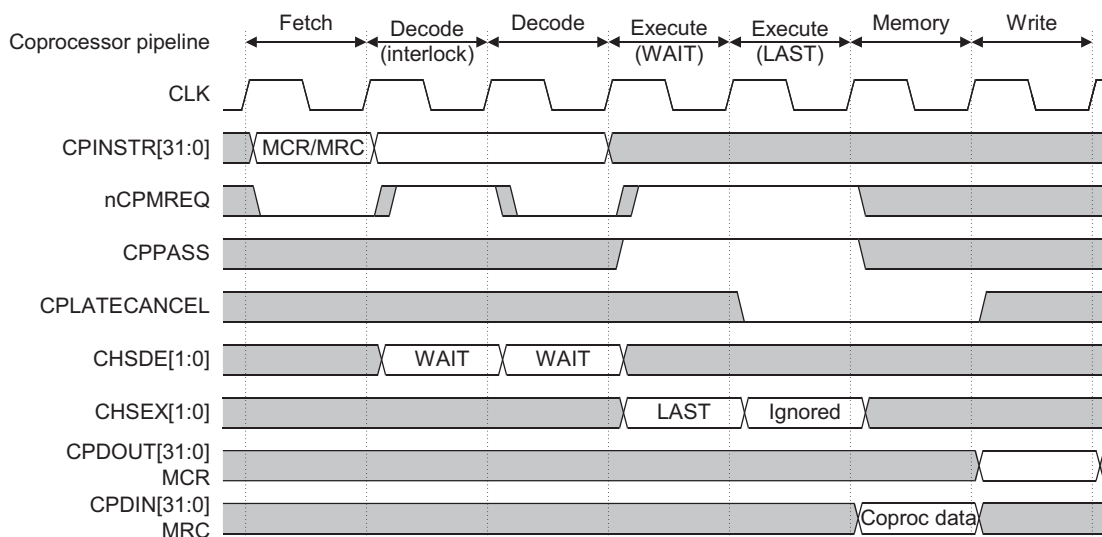 Coprocessor pipeline
Fetch
Decode
(interlock)
Decode
Execute
(WAIT)
Execute
(LAST)
Memory
Write
CLK
CPINSTR[31:0]
MCR/MRC
nCPMREQ
CPPASS
CPLATECANCEL
CHSDE[1:0]
WAIT
WAIT
CHSEX[1:0]
LAST
Ignored
CPDOUT[31:0]
MCR
CPDIN[31:0]
MRC
Coproc data